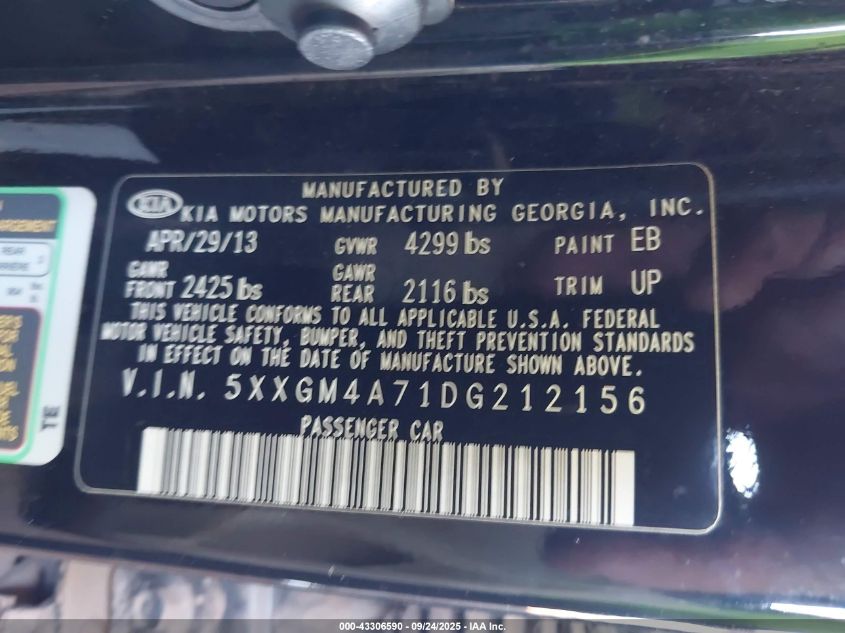 MANUFACTURED BY
KIA KIA MOTORS MANUFACTURING GEORGIA, INC.
APR/29/13 GVWR 4299 lbs PAINT EB
GAWR FRONT 2425 lbs GAWR REAR 2116 lbs TRIM UP
THIS VEHICLE CONFORMS TO ALL APPLICABLE U.S.A. FEDERAL
MOTOR VEHICLE SAFETY, BUMPER, AND THEFT PREVENTION STANDARDS
IN EFFECT ON THE DATE OF MANUFACTURE SHOWN ABOVE.
V.I.N. 5XXGM4A71DG212156
PASSENGER CAR
REAR
TE
000-43306590 - 09/24/2025 - IAA Inc.